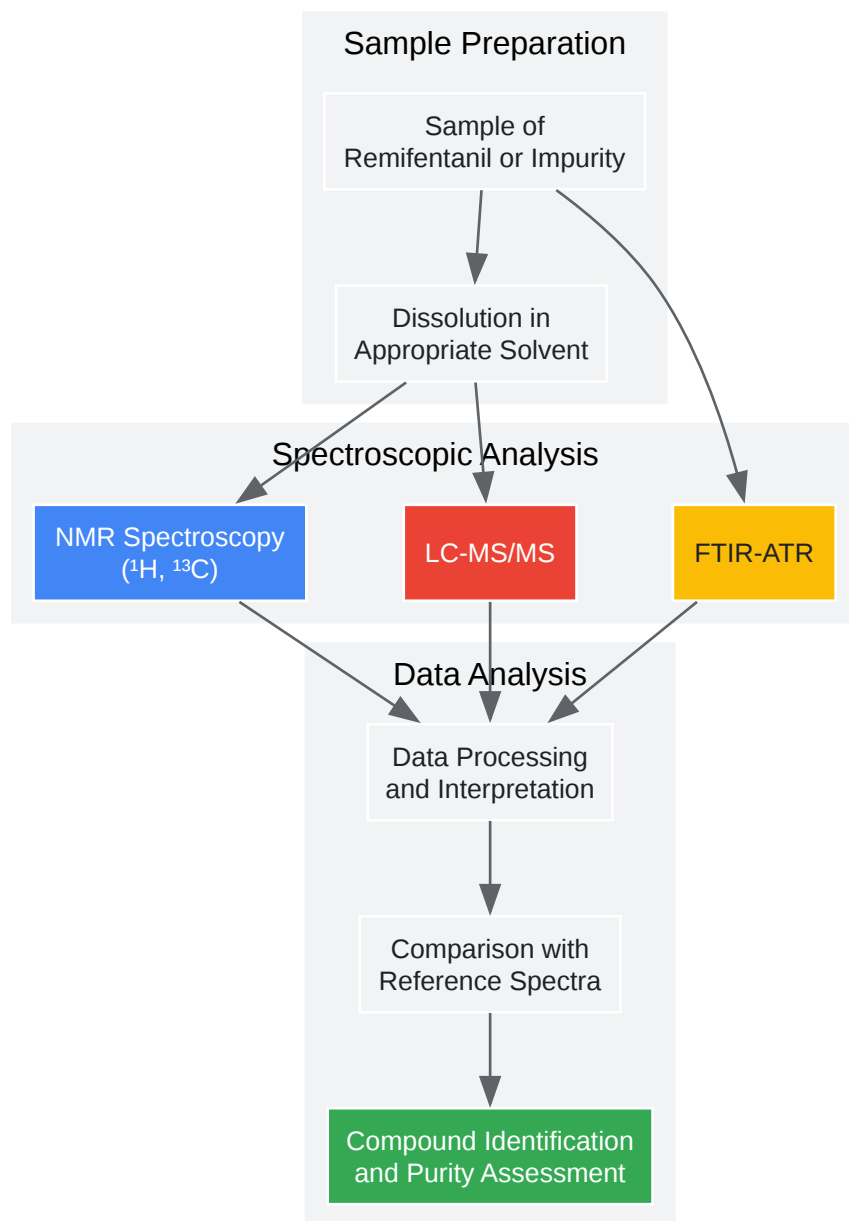 Sample Preparation
Sample of
Remifentanil or Impurity
Dissolution in
Appropriate Solvent
Spectroscopic Analysis
NMR Spectroscopy
(¹H, ¹³C)
LC-MS/MS
FTIR-ATR
Data Analysis
Data Processing
and Interpretation
Comparison with
Reference Spectra
Compound Identification
and Purity Assessment